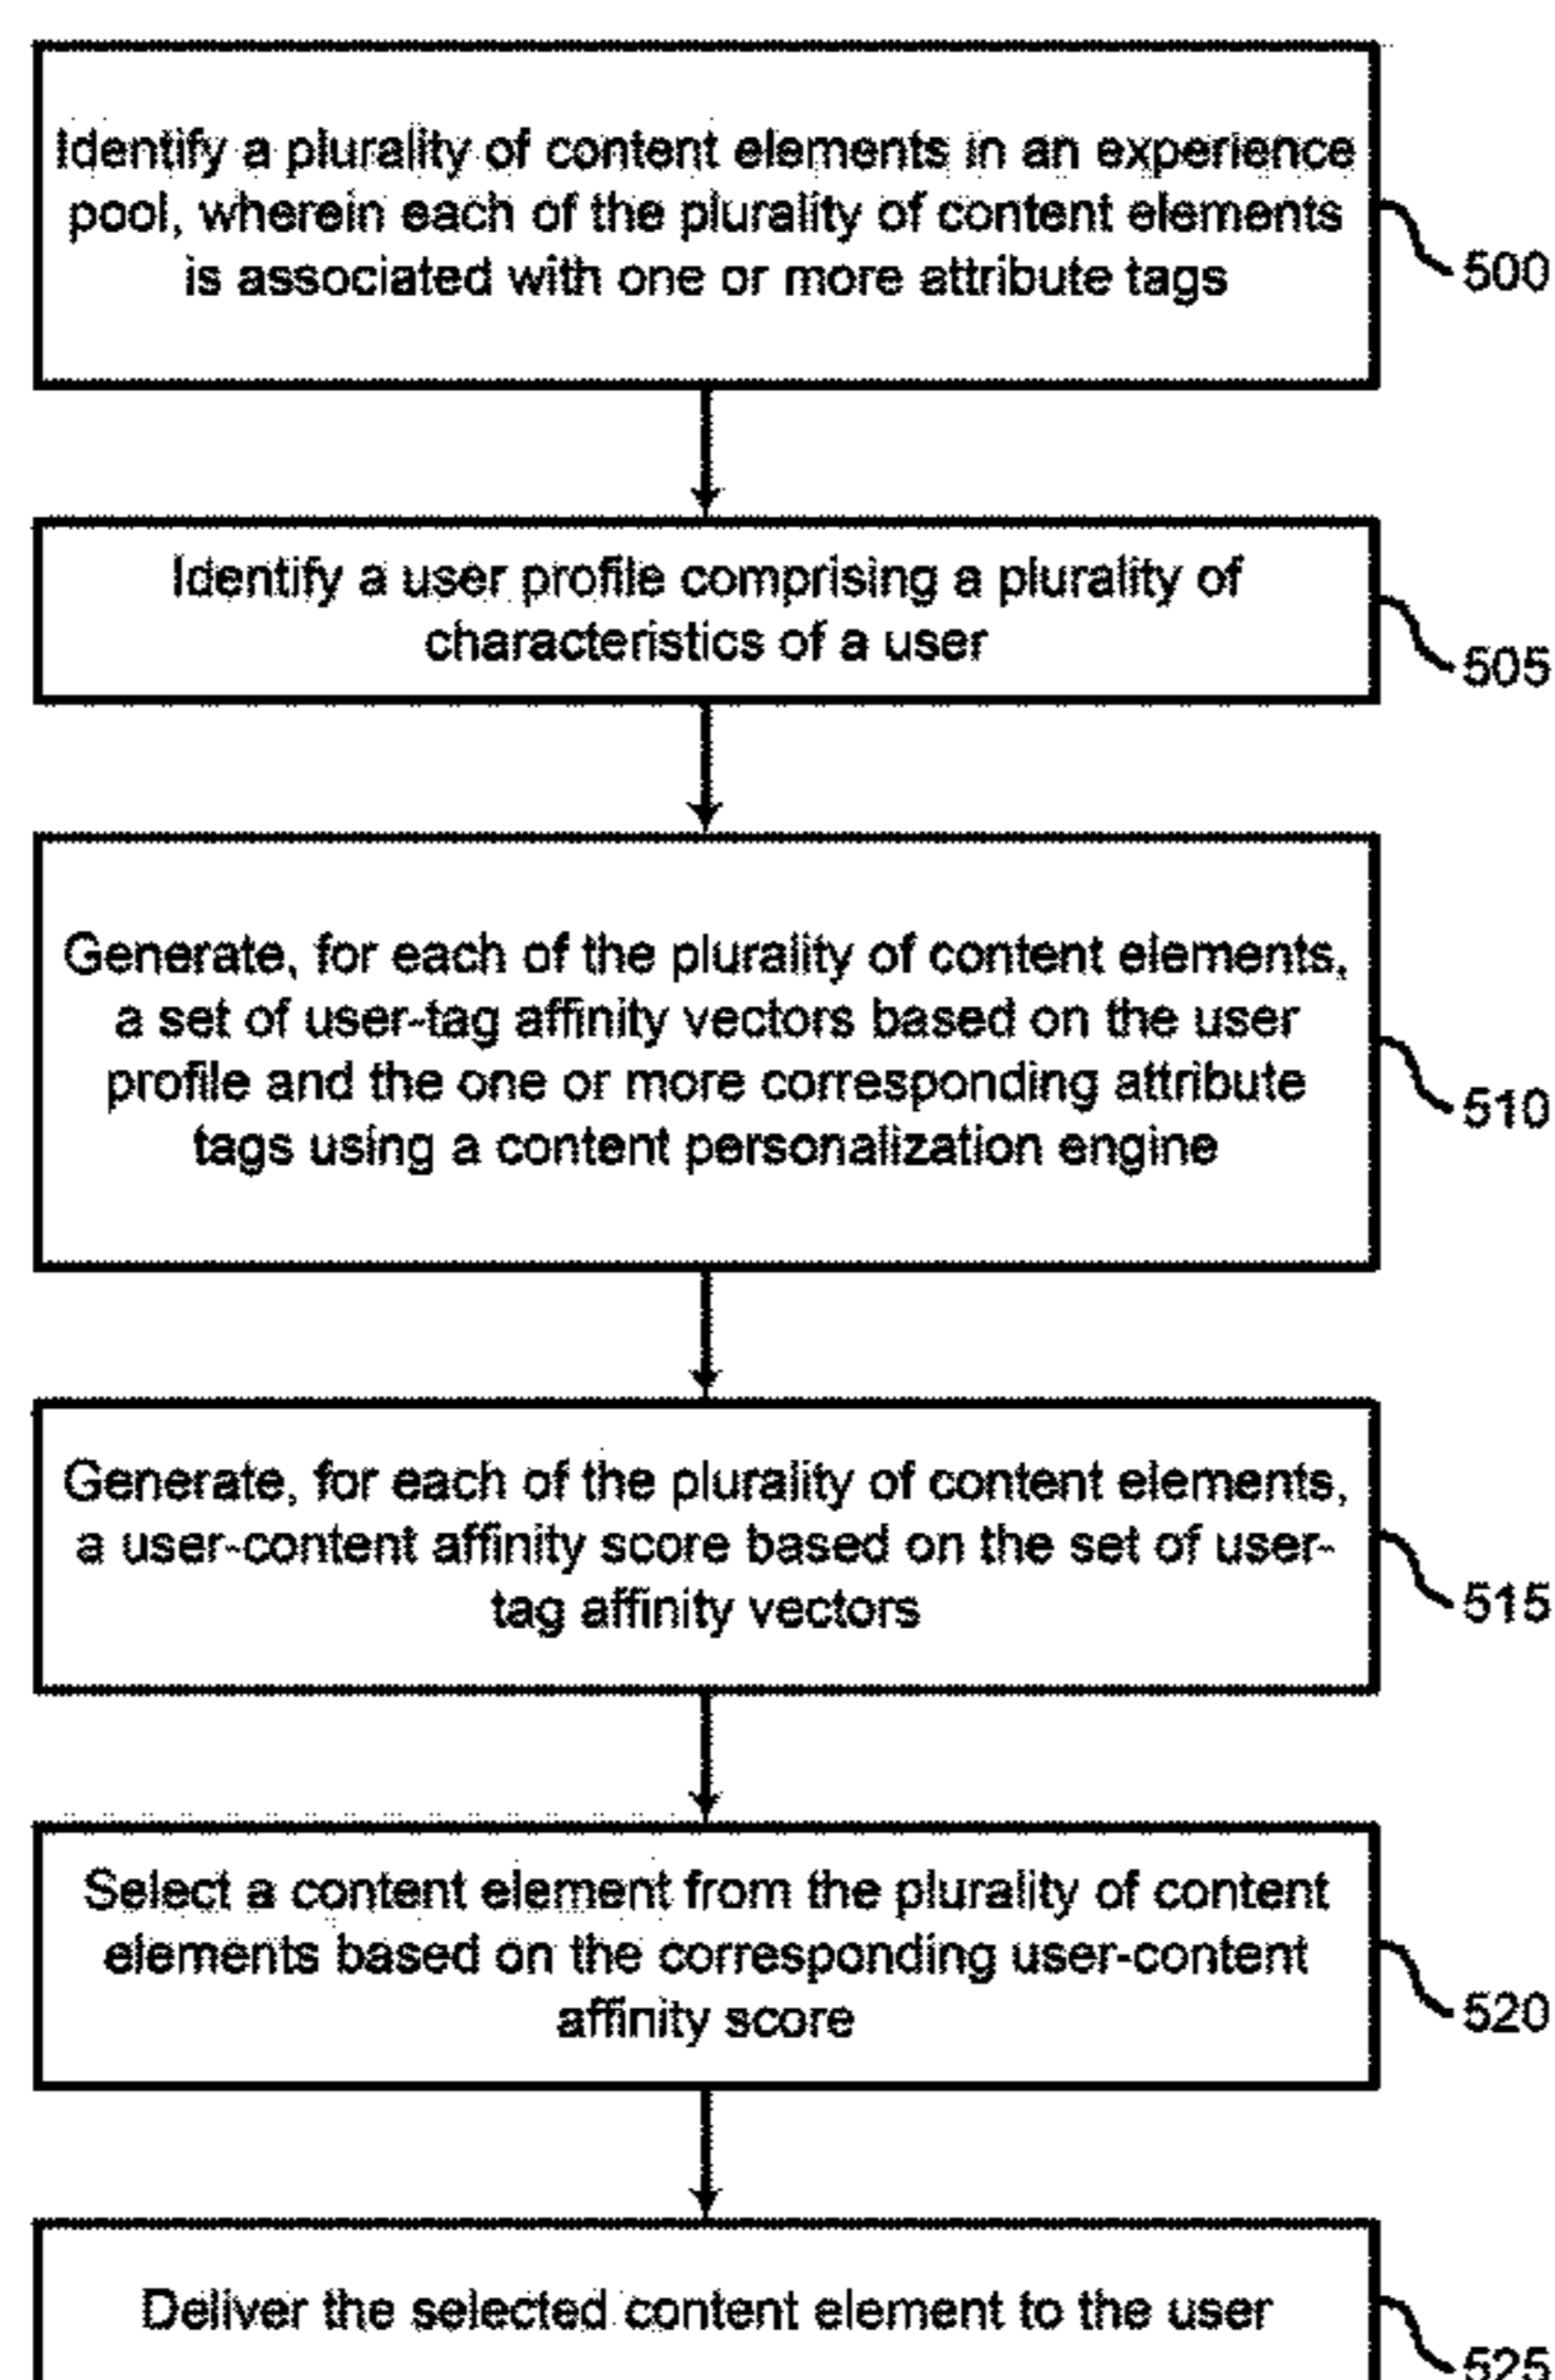 Identify a plurality of content elements in an experience
pool, wherein each of the plurality of content elements
is associated with one or more attribute tags
500
Identify a user profile comprising a plurality of
characteristics of a user
505
Generate, for each of the plurality of content elements,
a set of user-tag affinity vectors based on the user
profile and the one or more corresponding attribute
tags using a content personalization engine
510
Generate, for each of the plurality of content elements,
a user-content affinity score based on the set of user-
tag affinity vectors
515
Select a content element from the plurality of content
elements based on the corresponding user-content
affinity score
520
Deliver the selected content element to the user
525